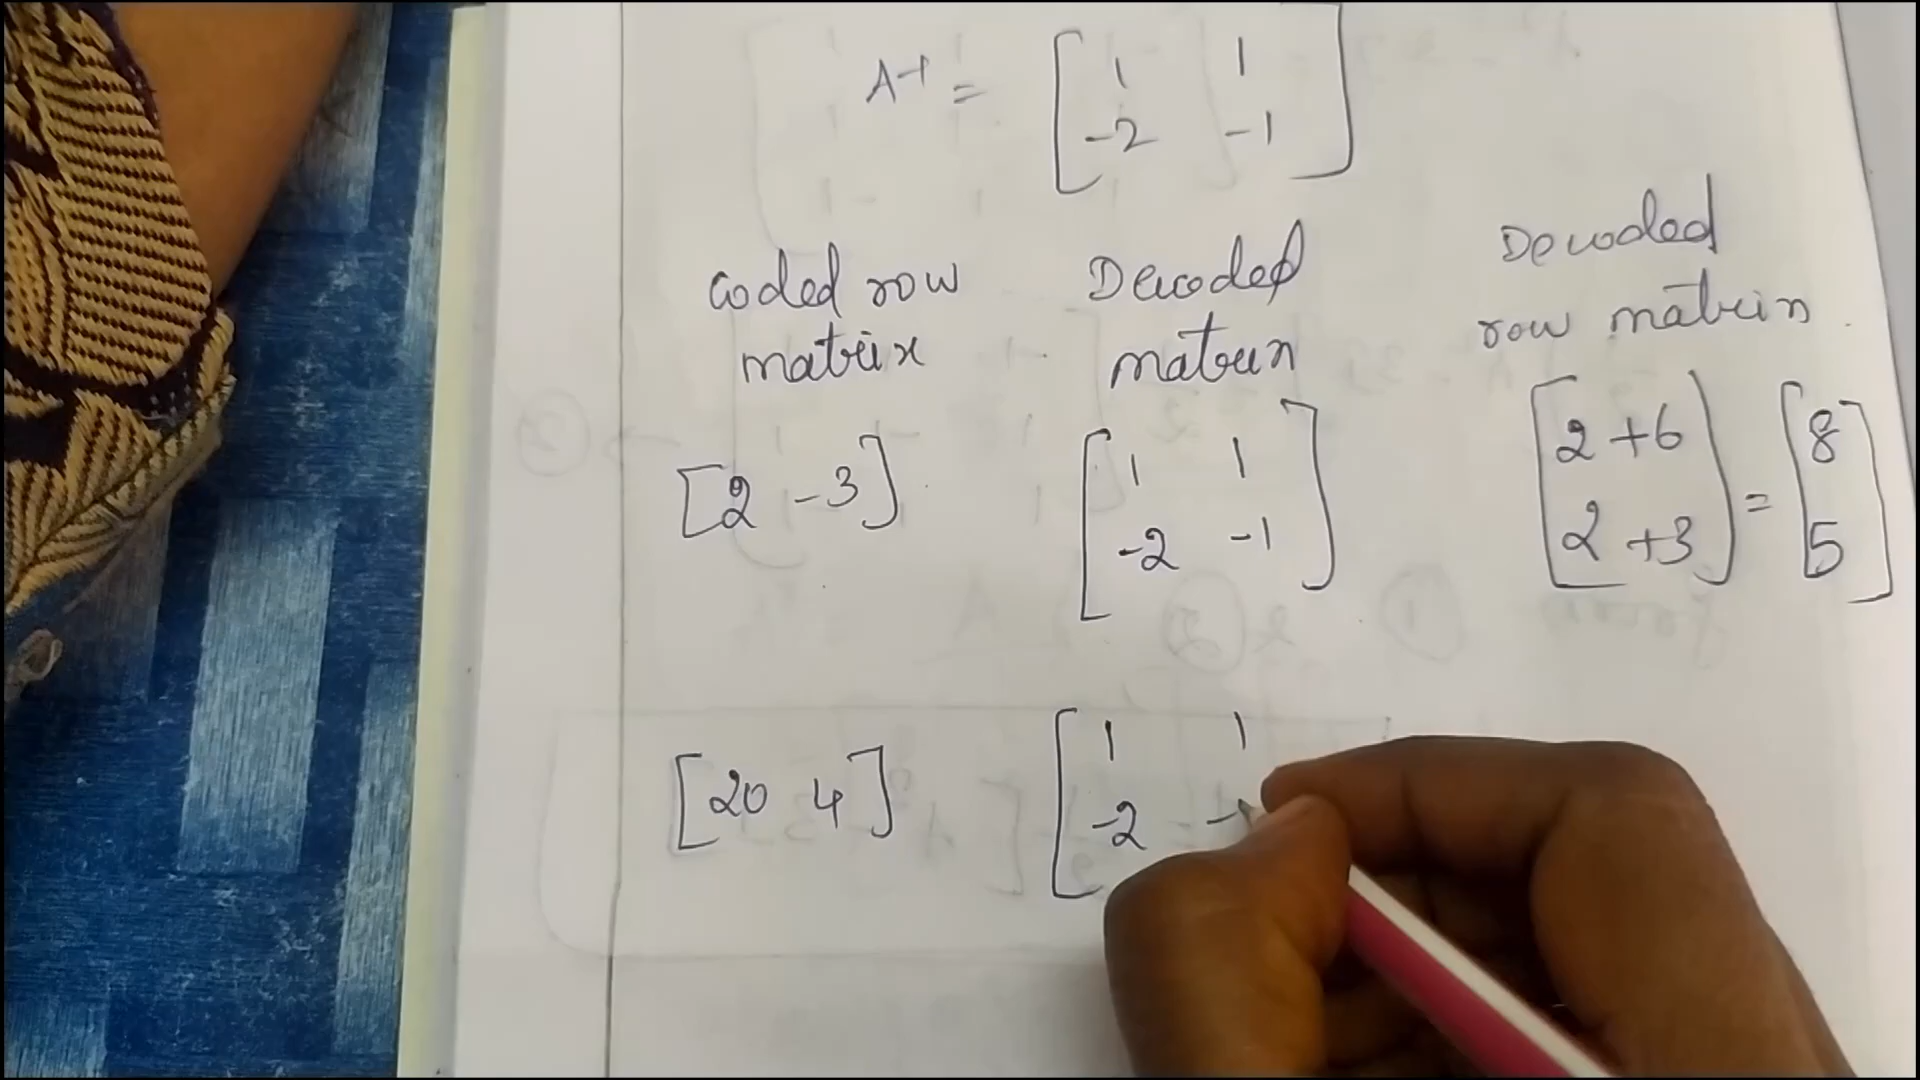 A-1 = [1 1
-2 -1]
coded row matrix
Decoded matrix
Decoded row matrix
[2 -3]
[1 1
-2 -1]
[2 +6
2 +3] = [8
5]
[20 4]
[1 1
-2 -1